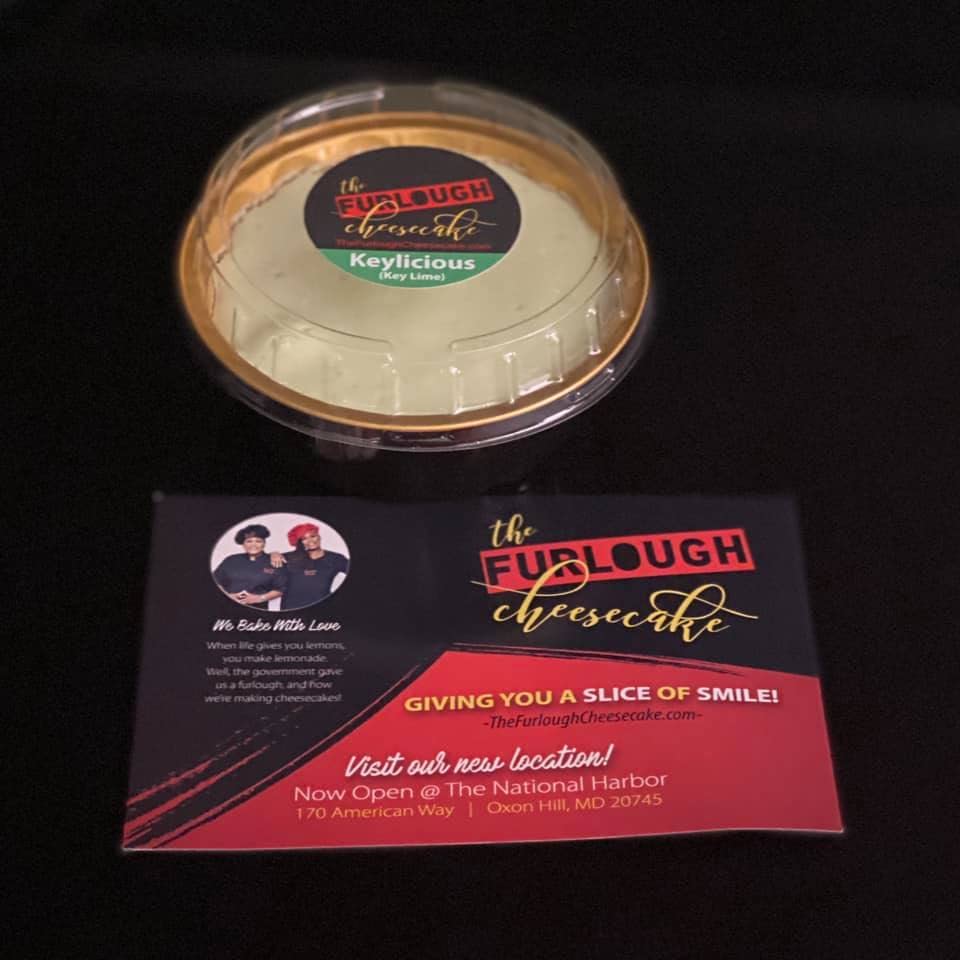 the
FURLOUGH
cheesecake
TheFurloughCheesecake.com
Keylicious
(Key Lime)
the
FURLOUGH
cheesecake
We Bake With Love
When life gives you lemons,
you make lemonade.
Well, the government gave
us a furlough, and now
we're making cheesecakes!
GIVING YOU A SLICE OF SMILE!
-TheFurloughCheesecake.com-
Visit our new location!
Now Open @ The National Harbor
170 American Way | Oxon Hill, MD 20745